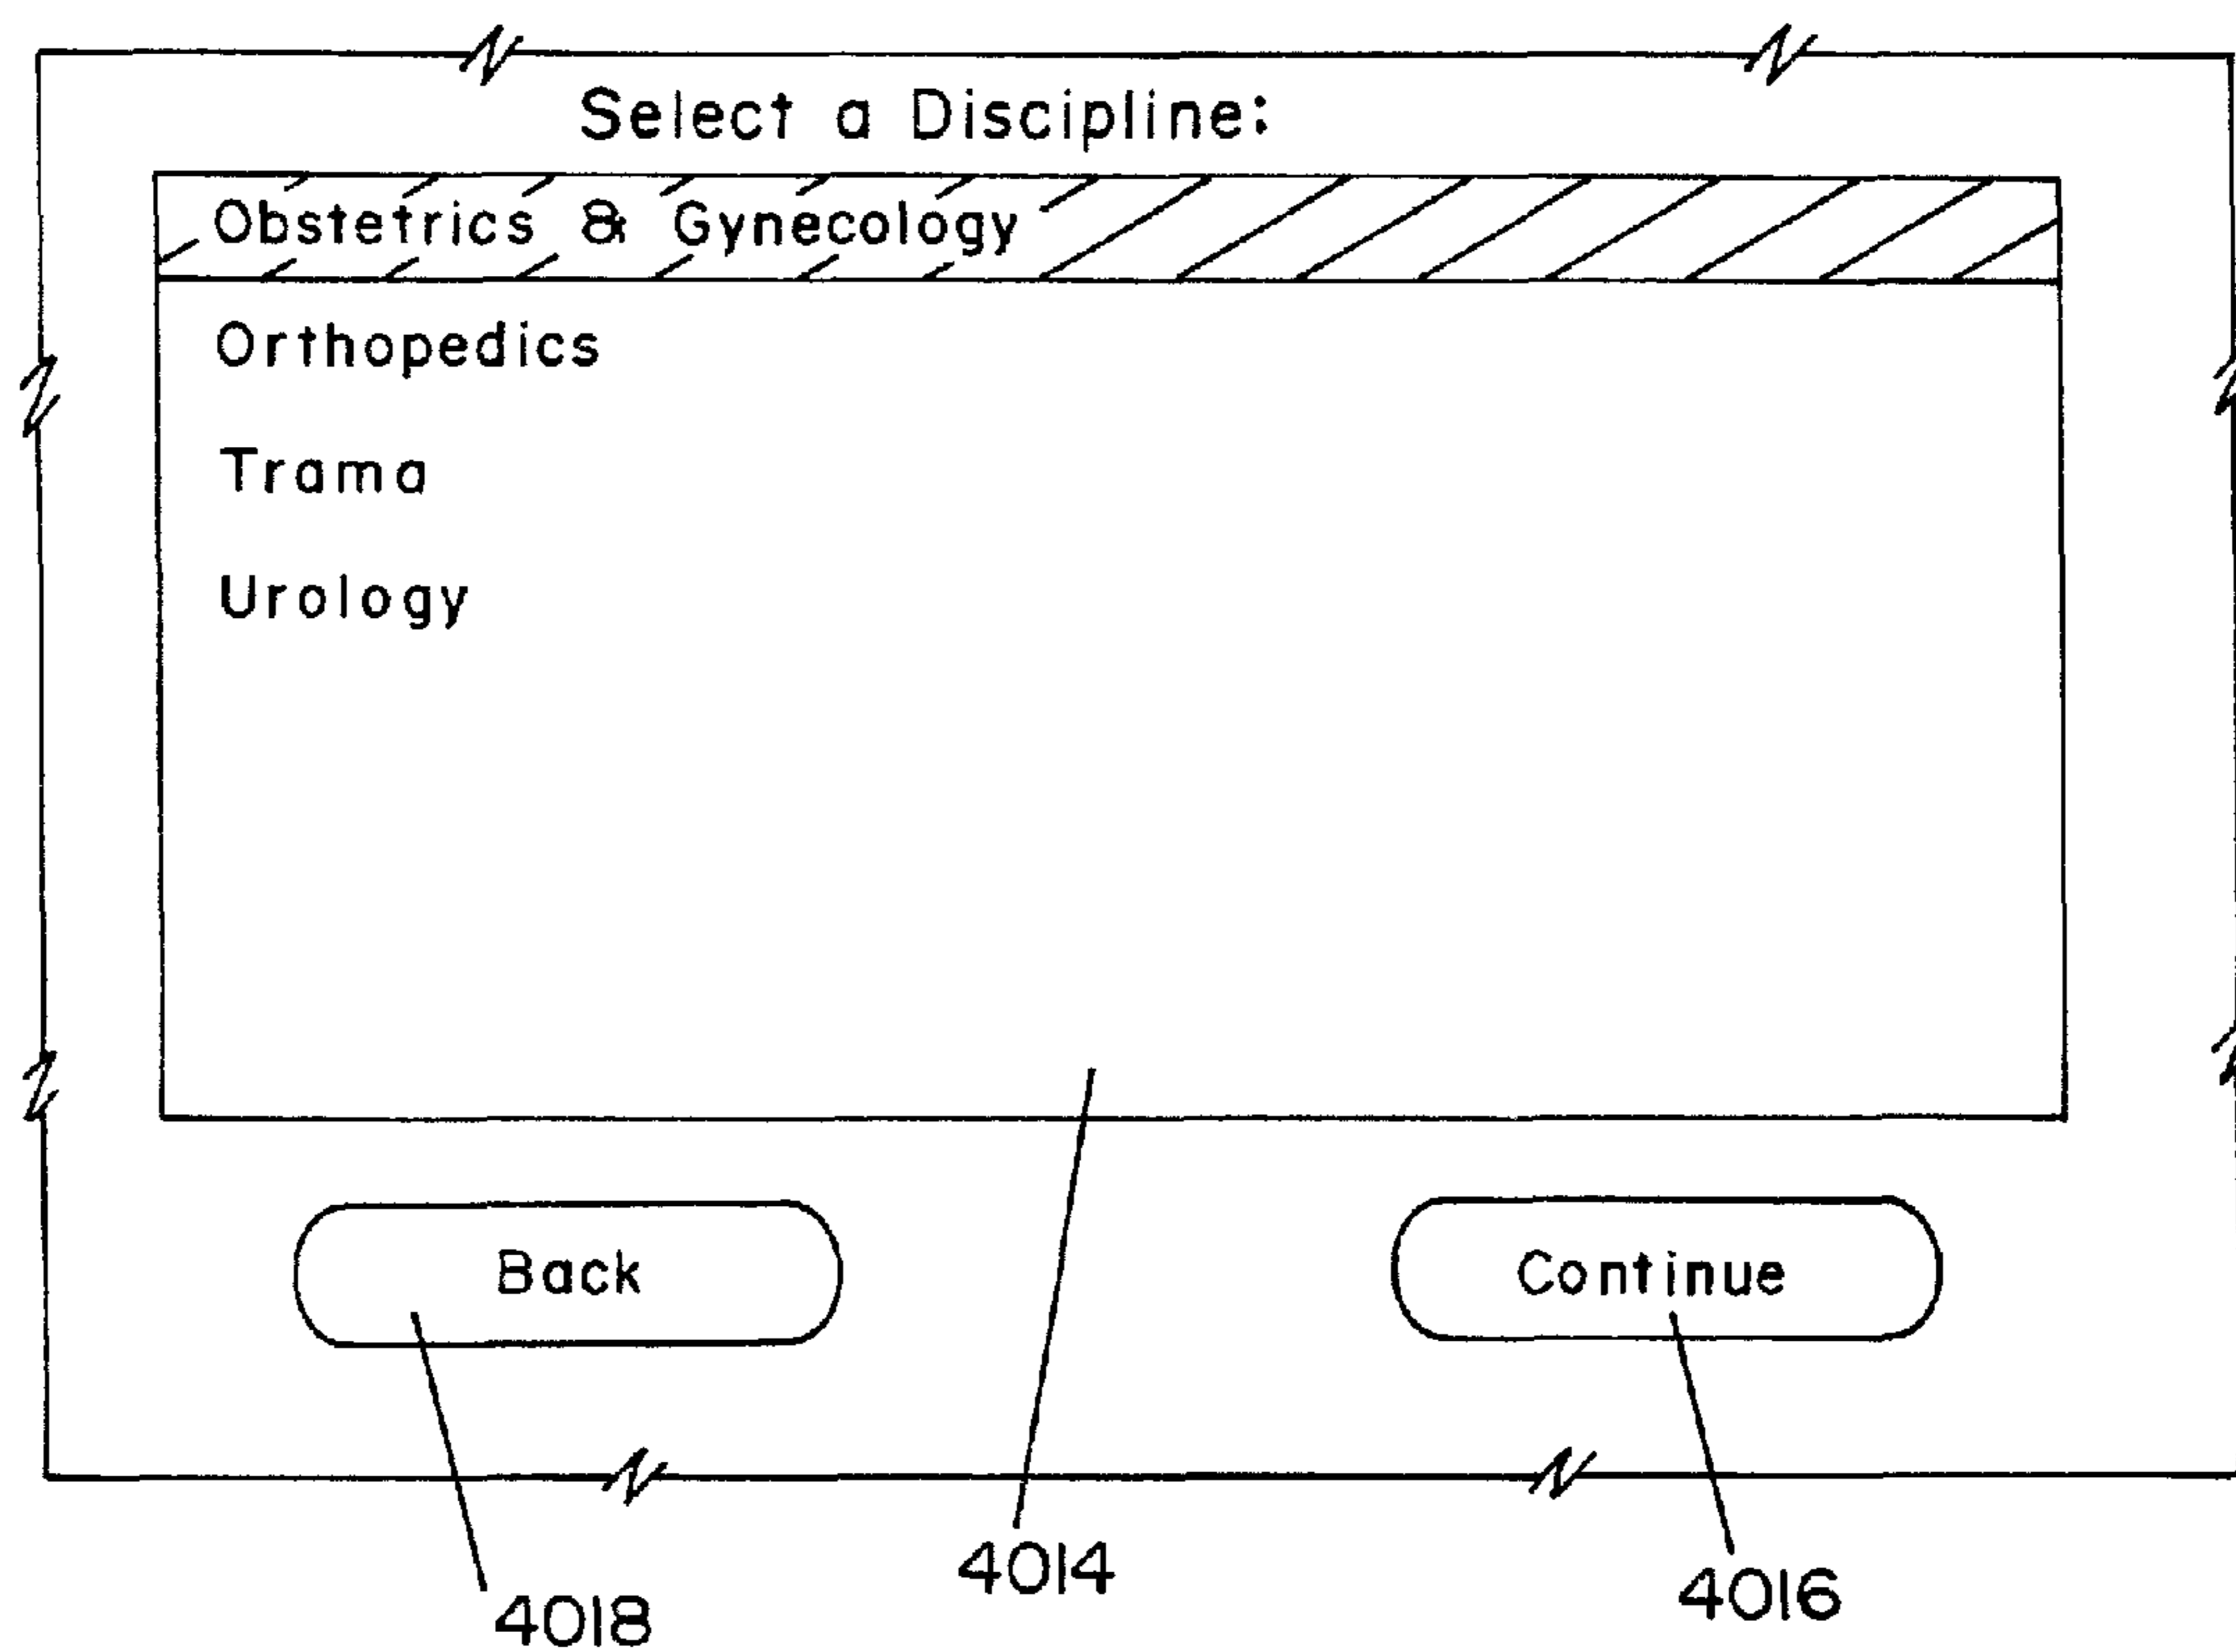 Select a Discipline:
Obstetrics & Gynecology
Orthopedics
Trama
Urology
Back
Continue
4018
4014
4016